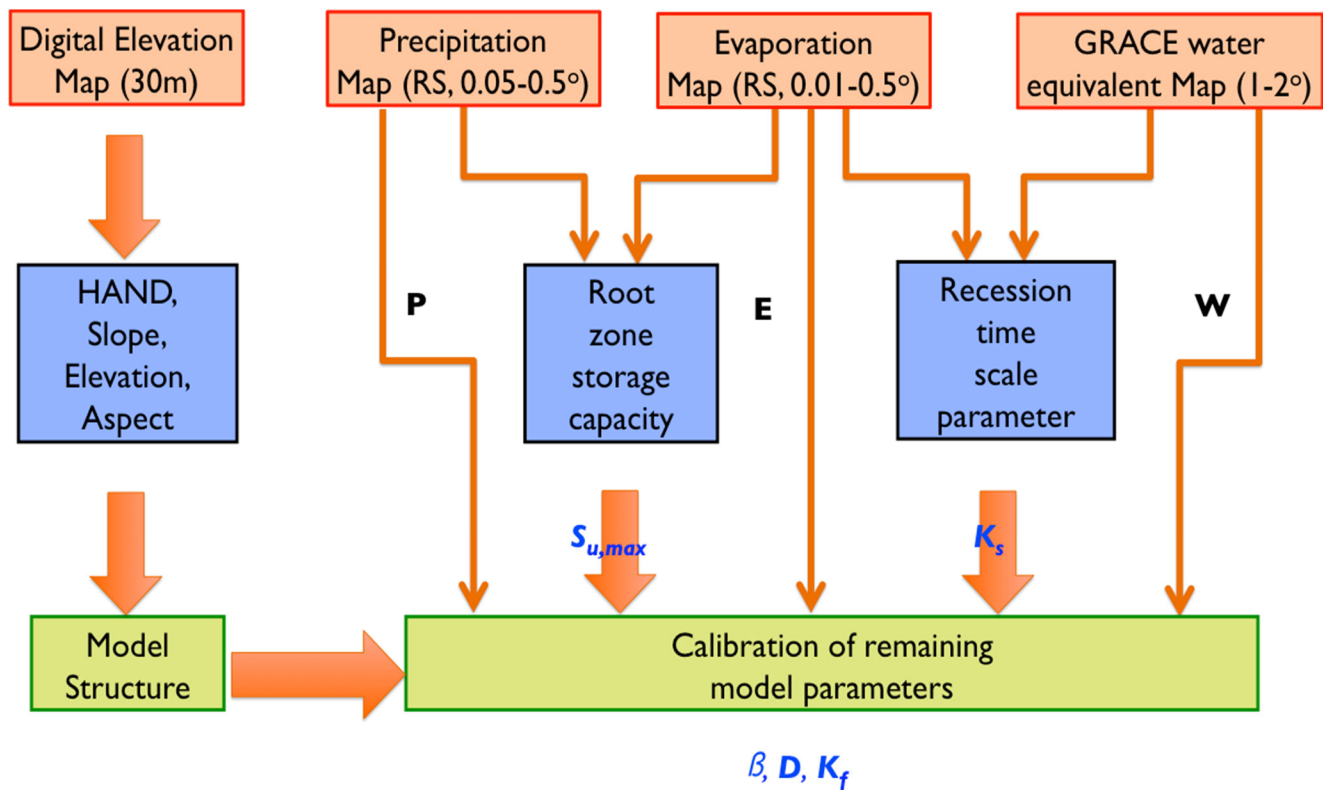 Digital Elevation
Map (30m)
Precipitation
Map (RS, 0.05-0.5°)
Evaporation
Map (RS, 0.01-0.5°)
GRACE water
equivalent Map (1-2°)
HAND,
Slope,
Elevation,
Aspect
P
Root
zone
storage
capacity
E
Recession
time
scale
parameter
W
Su,max
Ks
Model
Structure
Calibration of remaining
model parameters
β, D, Kf